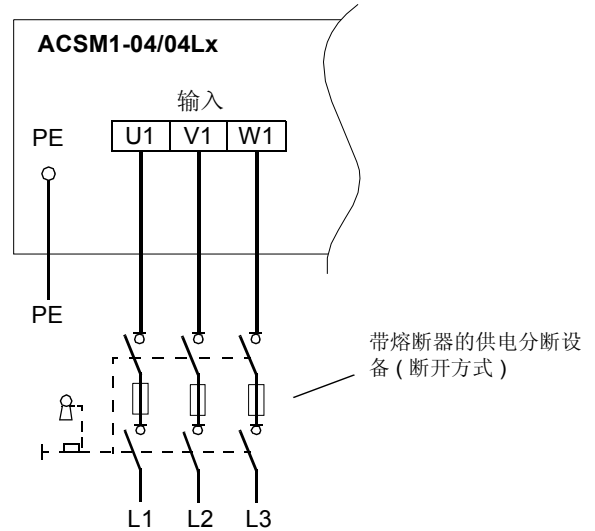 ACSM1-04/04Lx
输入
PE
U1 V1 W1
PE
带熔断器的供电分断设
备 ( 断开方式 )
L1 L2 L3